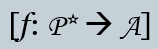 [f: 𝒫* → 𝒜]